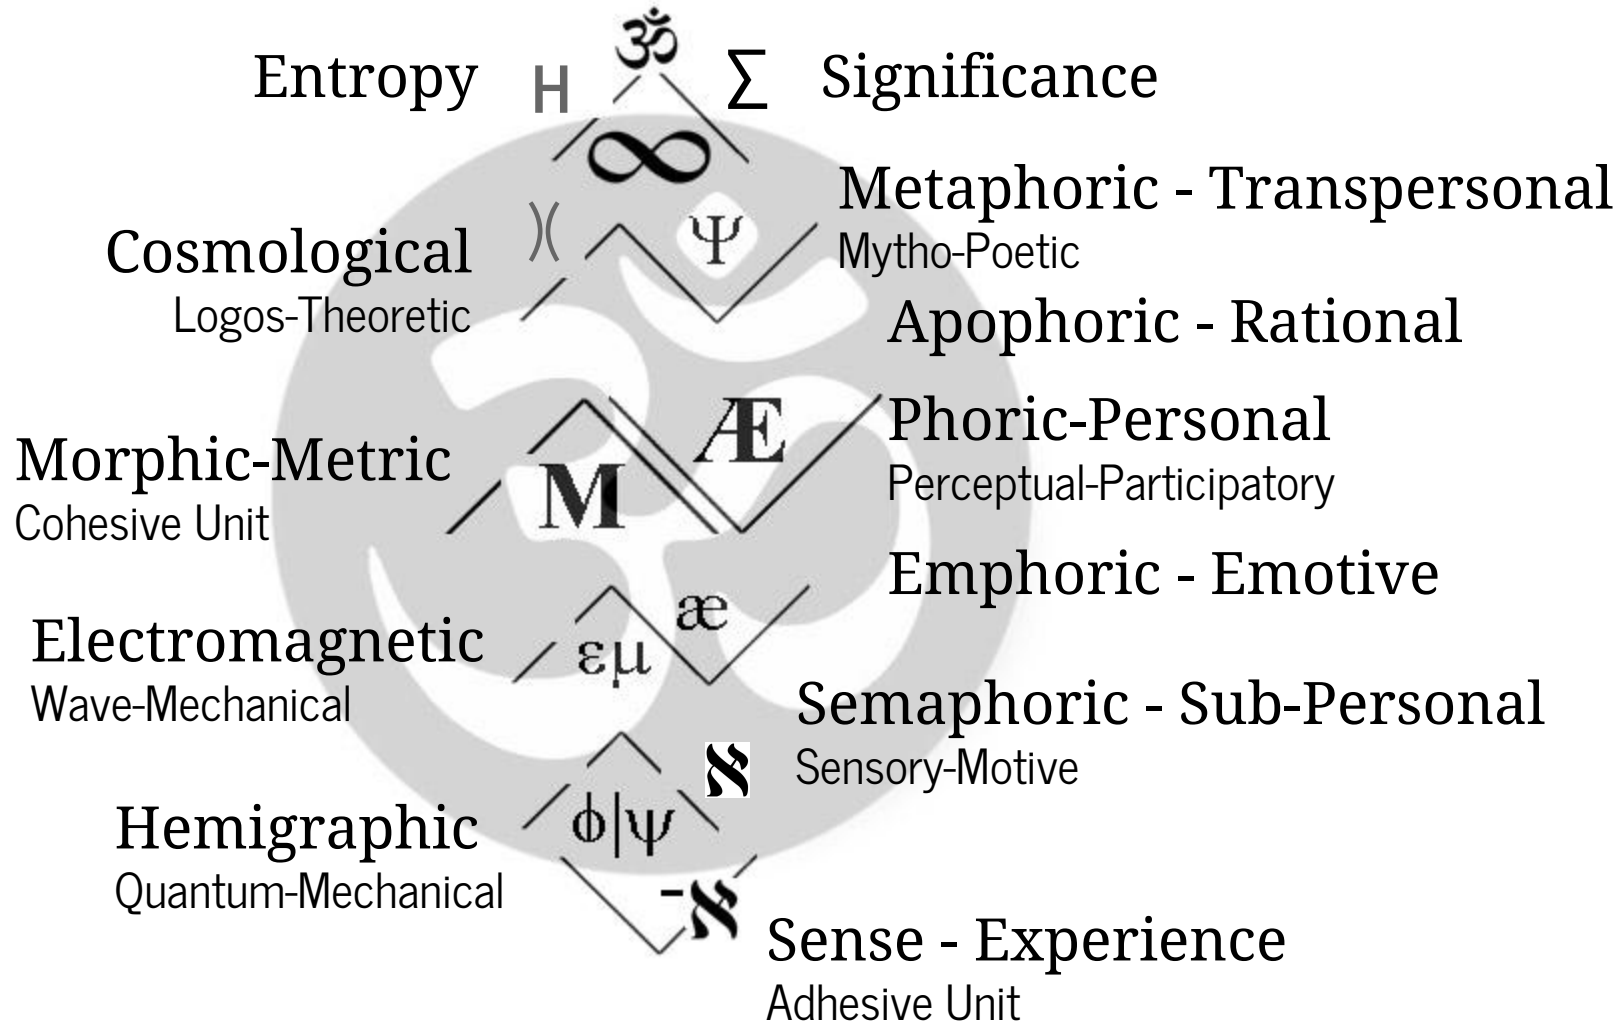 ॐ
Entropy H Σ Significance
∞
Metaphoric - Transpersonal
Mytho-Poetic
Cosmological )( Ψ
Logos-Theoretic
Apophoric - Rational
Æ Phoric-Personal
Perceptual-Participatory
Morphic-Metric M
Cohesive Unit
Emphoric - Emotive
æ
Electromagnetic εμ
Wave-Mechanical
Semaphoric - Sub-Personal
ℵ Sensory-Motive
Hemigraphic ϕ|ψ
Quantum-Mechanical
-ℵ
Sense - Experience
Adhesive Unit